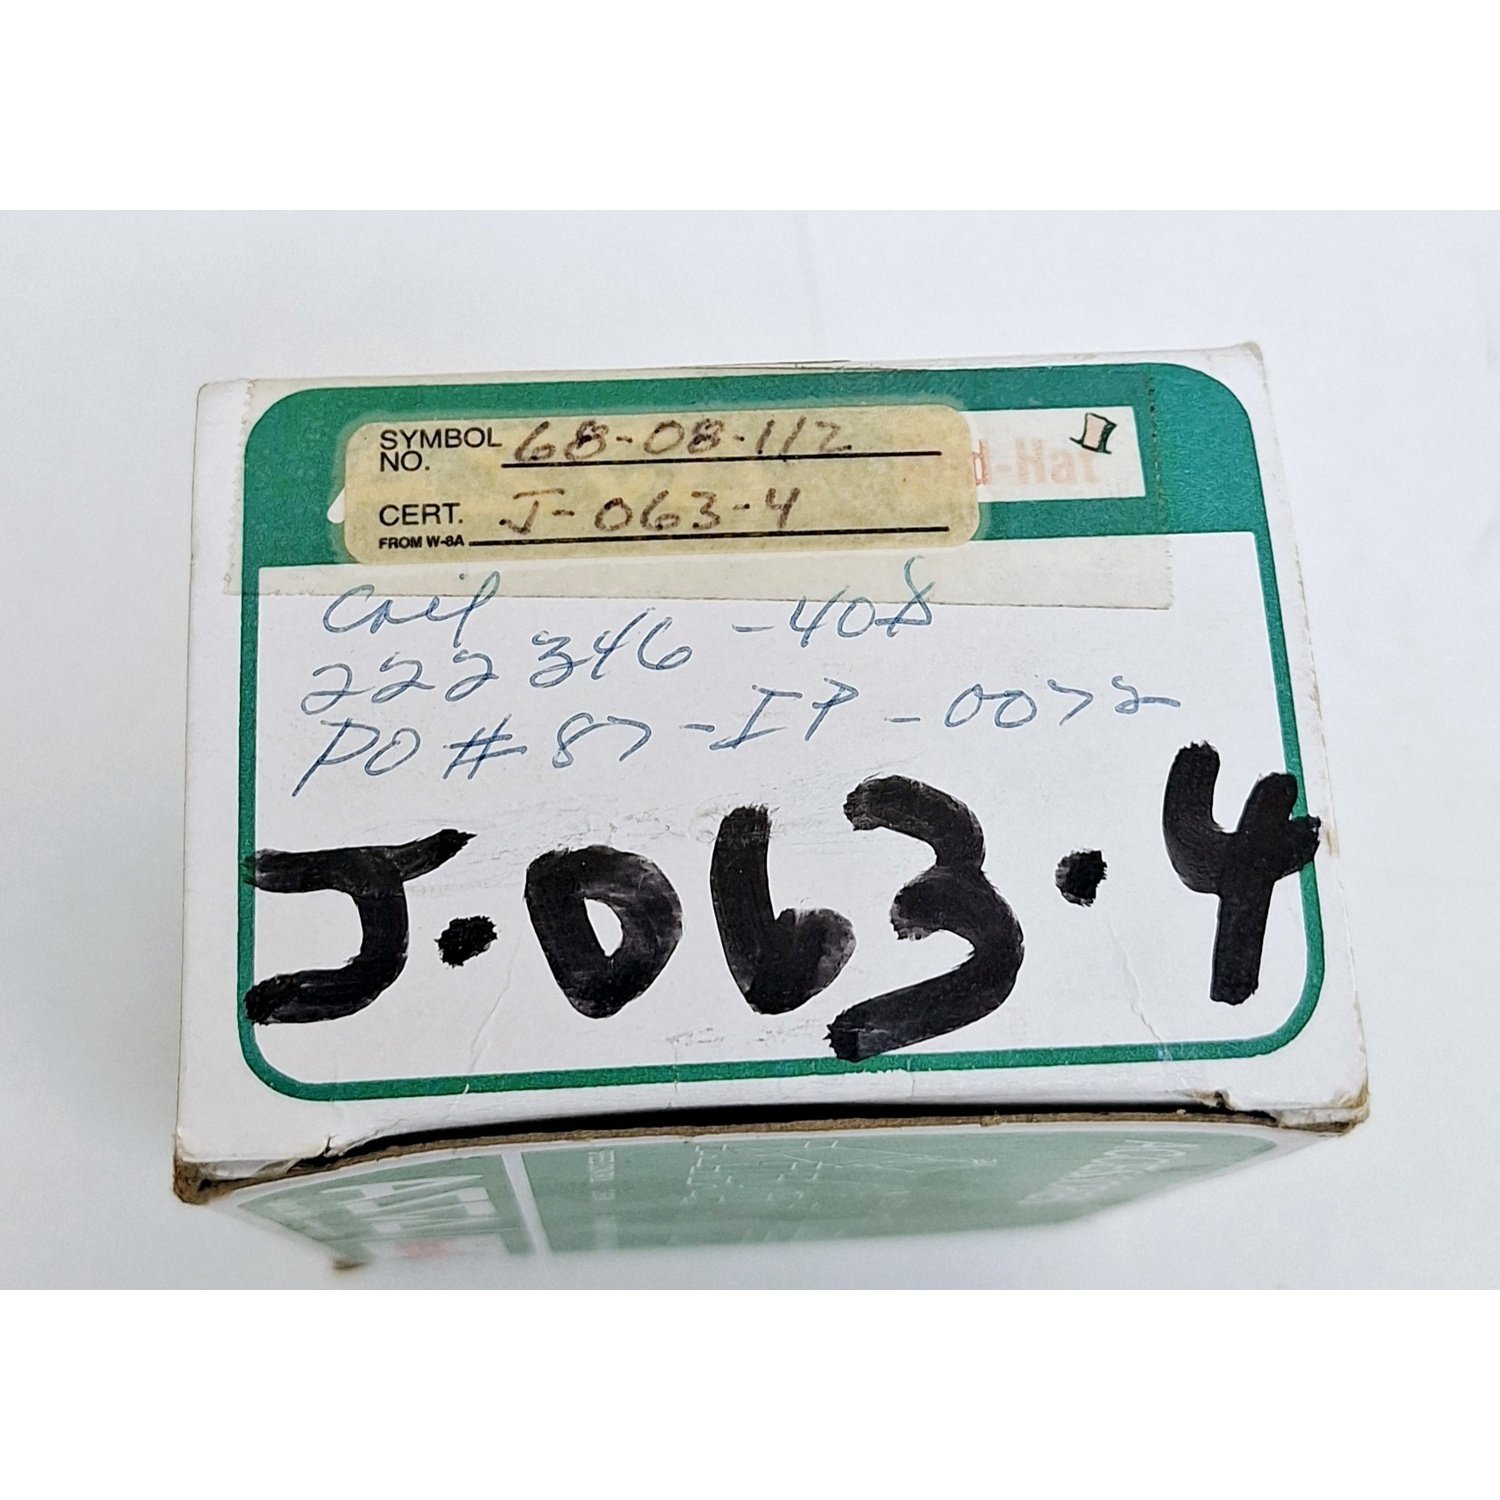 SYMBOL NO. 68-08-112
d-Hat
CERT. J-063-4
FROM W-8A
Coil
222346-408
PO # 87-IP-0072
J.063.4